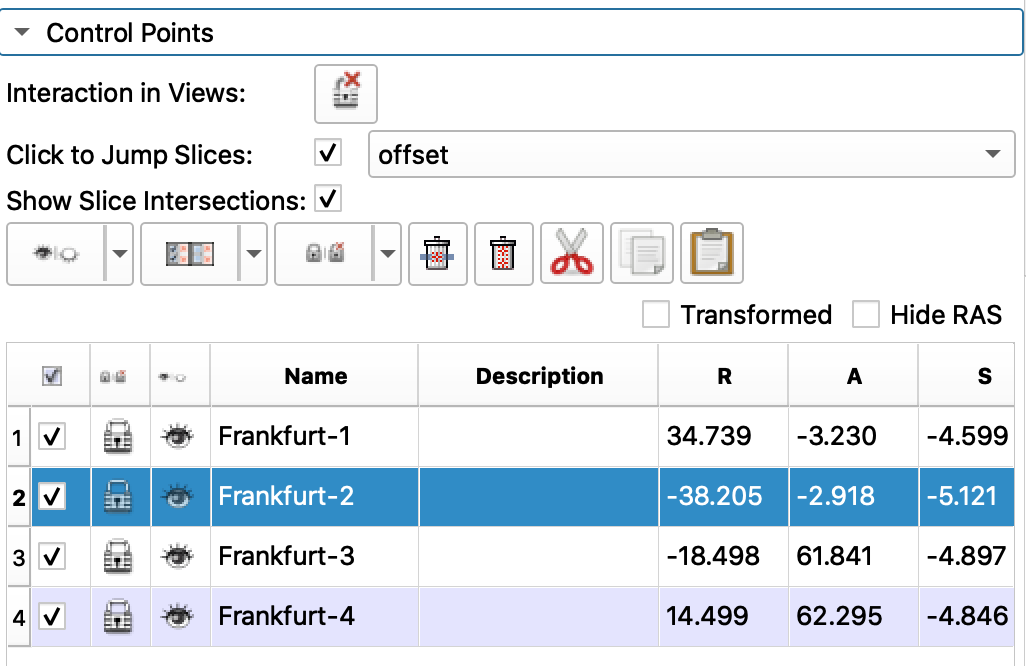 Control Points
Interaction in Views:
Click to Jump Slices: offset
Show Slice Intersections:
Transformed Hide RAS
Name Description R A S
1 Frankfurt-1 34.739 -3.230 -4.599
2 Frankfurt-2 -38.205 -2.918 -5.121
3 Frankfurt-3 -18.498 61.841 -4.897
4 Frankfurt-4 14.499 62.295 -4.846